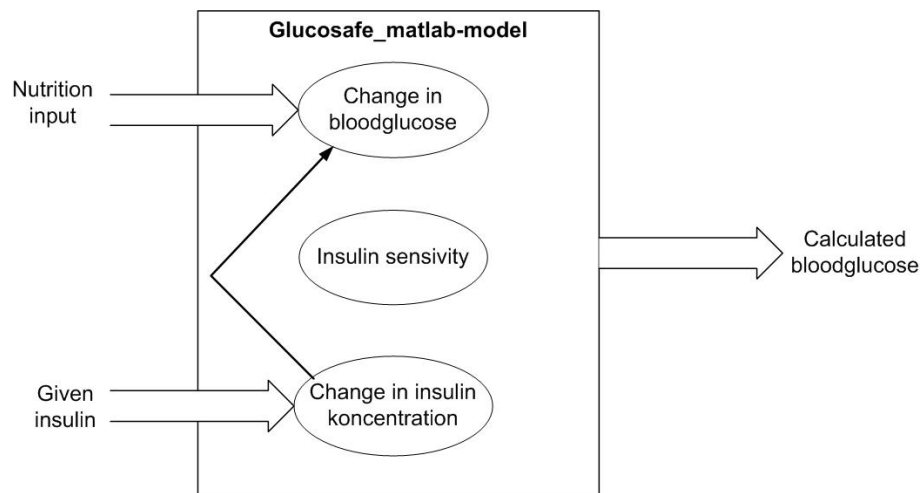 Glucosafe_matlab-model
Nutrition
input
Change in
bloodglucose
Insulin sensivity
Calculated
bloodglucose
Given
insulin
Change in insulin
koncentration